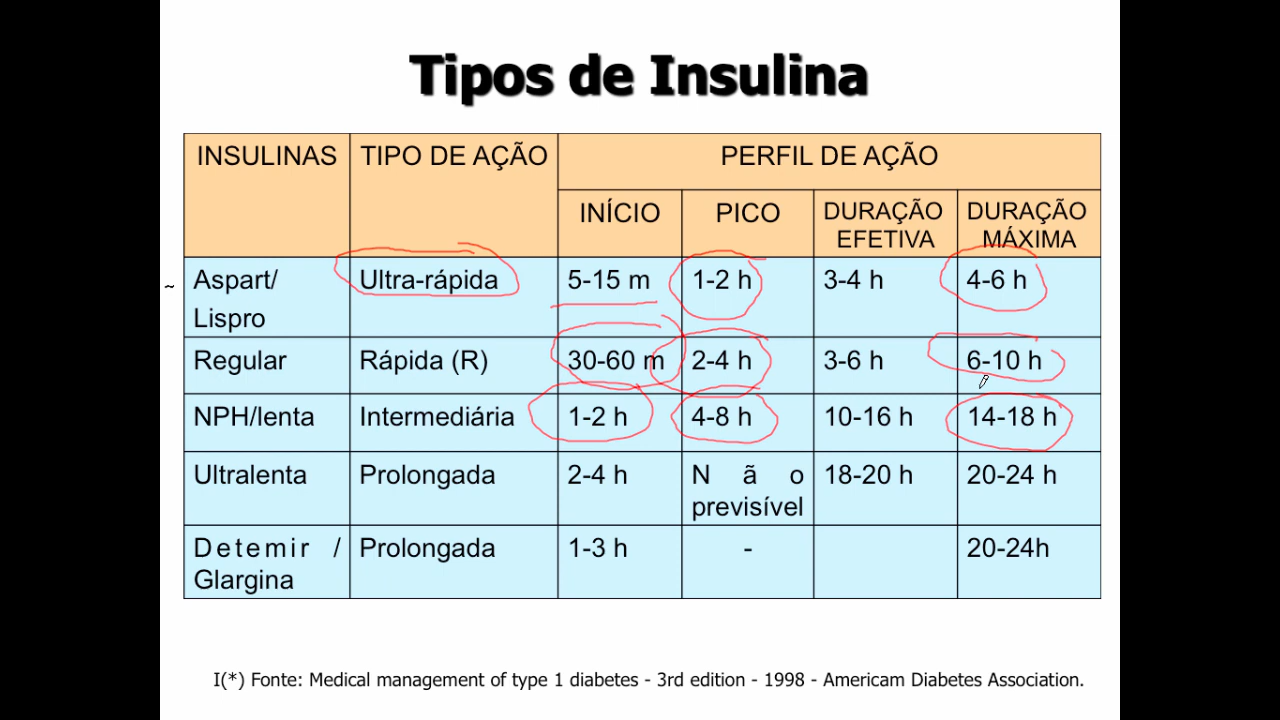 Tipos de Insulina
INSULINAS TIPO DE AÇÃO PERFIL DE AÇÃO
INÍCIO PICO DURAÇÃO EFETIVA DURAÇÃO MÁXIMA
Aspart/ Lispro Ultra-rápida 5-15 m 1-2 h 3-4 h 4-6 h
Regular Rápida (R) 30-60 m 2-4 h 3-6 h 6-10 h
NPH/lenta Intermediária 1-2 h 4-8 h 10-16 h 14-18 h
Ultralenta Prolongada 2-4 h N ã o previsível 18-20 h 20-24 h
Detemir / Glargina Prolongada 1-3 h - 20-24h
I(*) Fonte: Medical management of type 1 diabetes - 3rd edition - 1998 - Americam Diabetes Association.